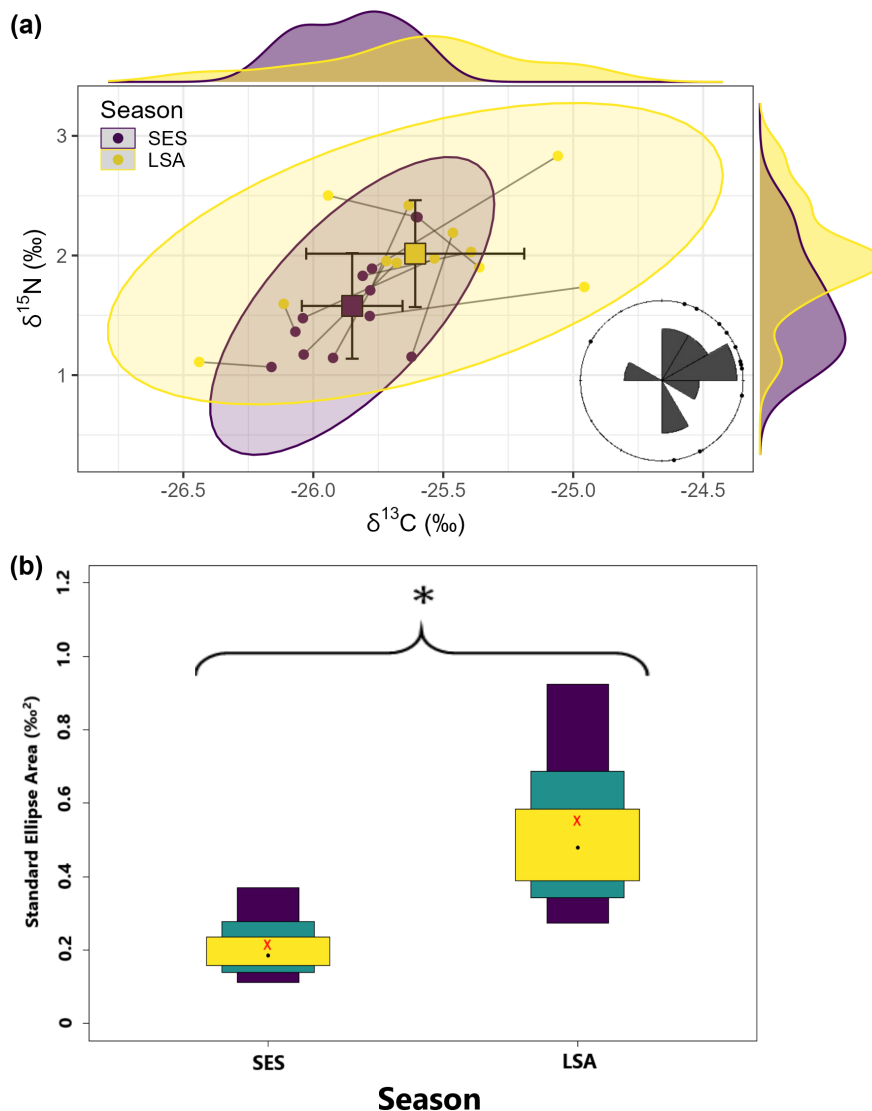 (a)
Season
SES
LSA
3
2
1
δ¹⁵N (‰)
-26.5 -26.0 -25.5 -25.0 -24.5
δ¹³C (‰)
(b)
*
1.2
1.0
0.8
0.6
0.4
0.2
0
Standard Ellipse Area (‰²)
X
X
SES LSA
Season